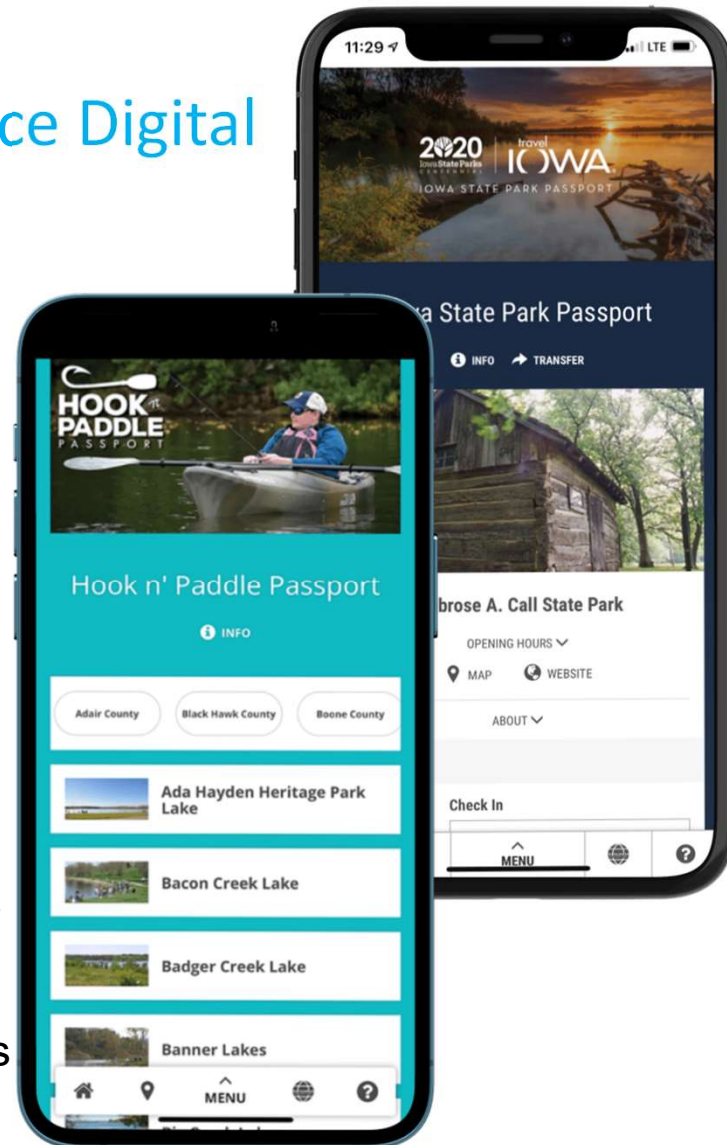 ce Digital
11:29
LTE
2020
Iowa State Parks
CENTENNIAL
travel
IOWA.
IOWA STATE PARK PASSPORT
a State Park Passport
INFO TRANSFER
brose A. Call State Park
OPENING HOURS
MAP WEBSITE
ABOUT
Check In
MENU
HOOK n'
PADDLE
PASSPORT
Hook n' Paddle Passport
INFO
Adair County Black Hawk County Boone County
Ada Hayden Heritage Park
Lake
Bacon Creek Lake
Badger Creek Lake
Banner Lakes
MENU
s